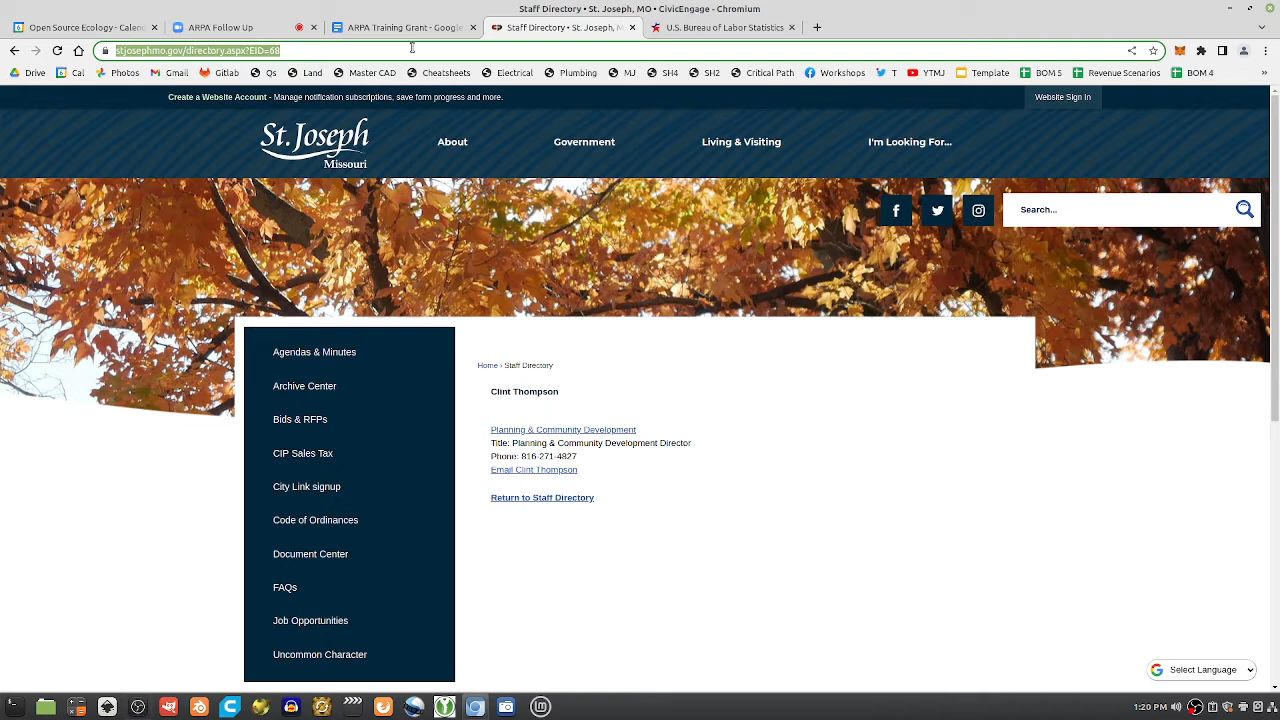 Staff Directory • St. Joseph, MO • CivicEngage - Chromium
Open Source Ecology - Calend
ARPA Follow Up
ARPA Training Grant - Google
Staff Directory • St. Joseph, M
U.S. Bureau of Labor Statistics
stjosephmo.gov/directory.aspx?EID=68
Drive
Cal
Photos
Gmail
Gitlab
Qs
Land
Master CAD
Cheatsheet
Electrical
Plumbing
MJ
SH4
SH2
Critical Path
Workshops
T
YTMJ
Template
BOM 5
Revenue Scenarios
BOM 4
»
Create a Website Account - Manage notification subscriptions, save form progress and more.
Website Sign In
St. Joseph
Missouri
About
Government
Living & Visiting
I'm Looking For...
Search...
Agendas & Minutes
Archive Center
Bids & RFPs
CIP Sales Tax
City Link signup
Code of Ordinances
Document Center
FAQs
Job Opportunities
Uncommon Character
Home › Staff Directory
Clint Thompson
Planning & Community Development
Title: Planning & Community Development Director
Phone: 816-271-4827
Email Clint Thompson
Return to Staff Directory
Select Language
1:20 PM